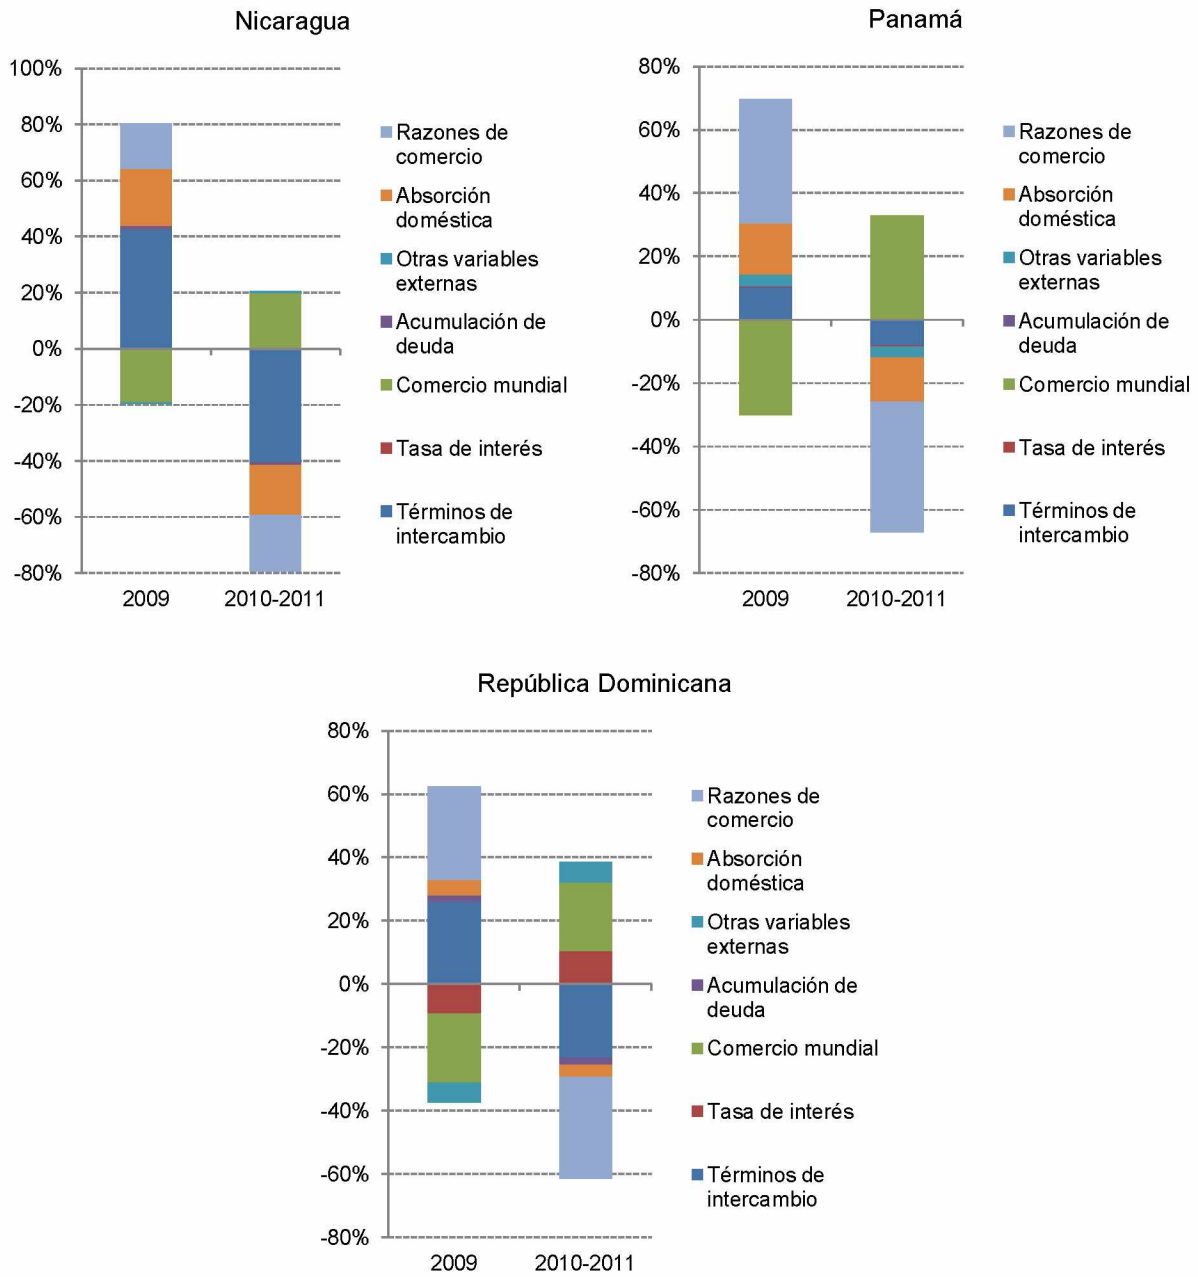 Nicaragua
100%
80%
60%
40%
20%
0%
-20%
-40%
-60%
-80%
2009
2010-2011
Razones de
comercio
Absorción
doméstica
Otras variables
externas
Acumulación de
deuda
Comercio mundial
Tasa de interés
Términos de
intercambio
Panamá
80%
60%
40%
20%
0%
-20%
-40%
-60%
-80%
2009
2010-2011
Razones de
comercio
Absorción
doméstica
Otras variables
externas
Acumulación de
deuda
Comercio mundial
Tasa de interés
Términos de
intercambio
República Dominicana
80%
60%
40%
20%
0%
-20%
-40%
-60%
-80%
2009
2010-2011
Razones de
comercio
Absorción
doméstica
Otras variables
externas
Acumulación de
deuda
Comercio mundial
Tasa de interés
Términos de
intercambio